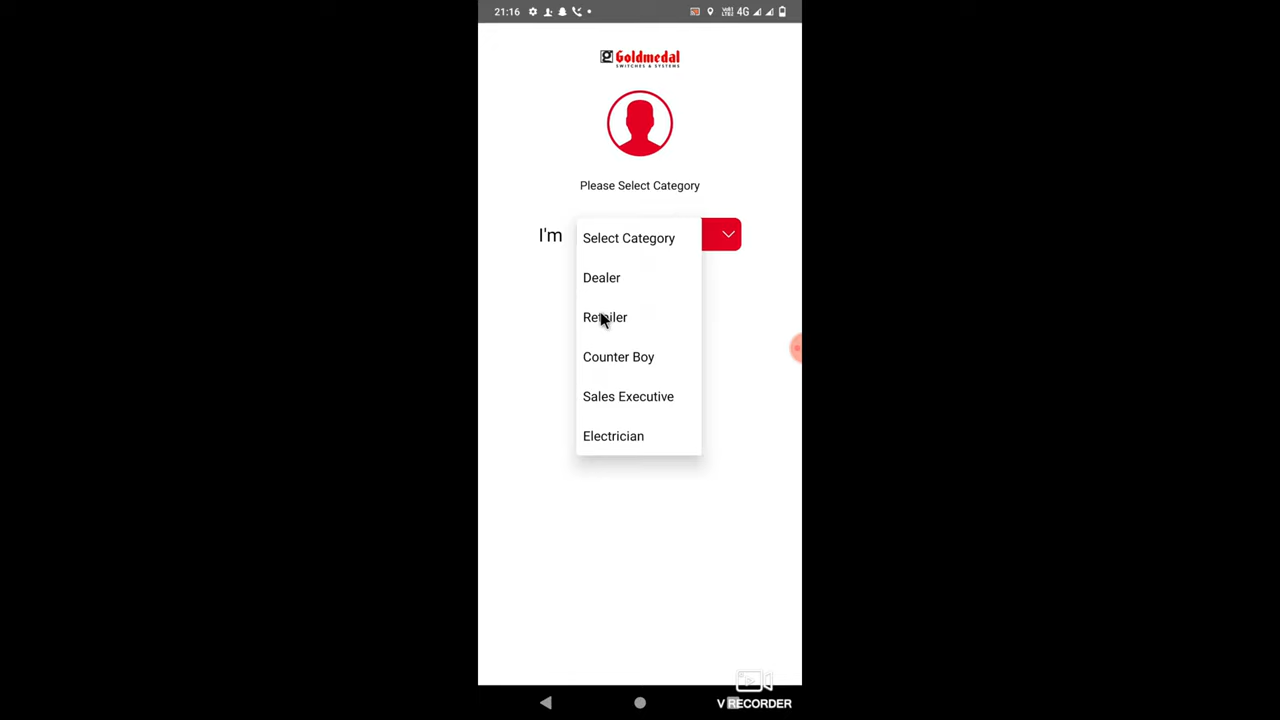 21:16
4G
Goldmedal
SWITCHES & SYSTEMS
Please Select Category
I'm
Select Category
Dealer
Retailer
Counter Boy
Sales Executive
Electrician
V RECORDER